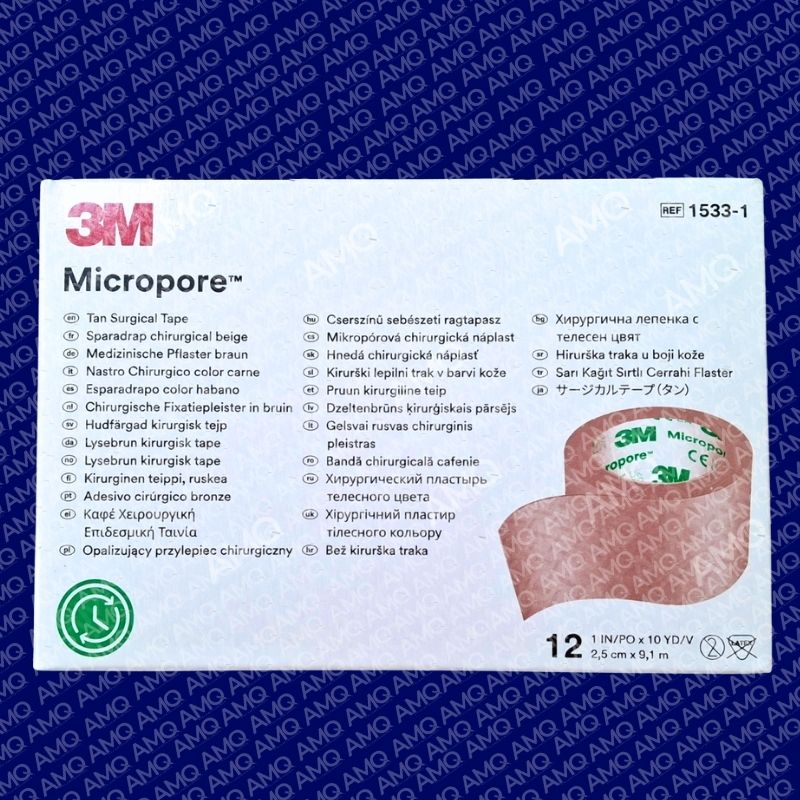 3M
Micropore™
REF 1533-1
en Tan Surgical Tape
fr Sparadrap chirurgical beige
de Medizinische Pflaster braun
it Nastro Chirurgico color carne
es Esparadrapo color habano
nl Chirurgische Fixatiepleister in bruin
sv Hudfärgad kirurgisk tejp
da Lysebrun kirurgisk tape
no Lysebrun kirurgisk tape
fi Kirurginen teippi, ruskea
pt Adesivo cirúrgico bronze
el Καφέ Χειρουργική
Επιδεσμική Ταινία
pl Opalizujący przylepiec chirurgiczny
hu Cserszínű sebészeti ragtapasz
cs Mikropórová chirurgická náplast
sk Hnedá chirurgická náplasť
sl Kirurški lepilni trak v barvi kože
et Pruun kirurgiline teip
lv Dzeltenbrūns ķirurģiskais pārsējs
lt Gelsvai rusvas chirurginis
pleistras
ro Bandă chirurgicală cafenie
ru Хирургический пластырь
телесного цвета
uk Хірургічний пластир
тілесного кольору
hr Bež kirurška traka
bg Хирургична лепенка с
телесен цвят
sr Hirurška traka u boji kože
tr Sarı Kağıt Sırtlı Cerrahi Flaster
ja サージカルテープ(タン)
3M Micropor
ropore™ CE
3M
12 1 IN/PO x 10 YD/V
2,5 cm x 9,1 m
2 LATEX
AMQ